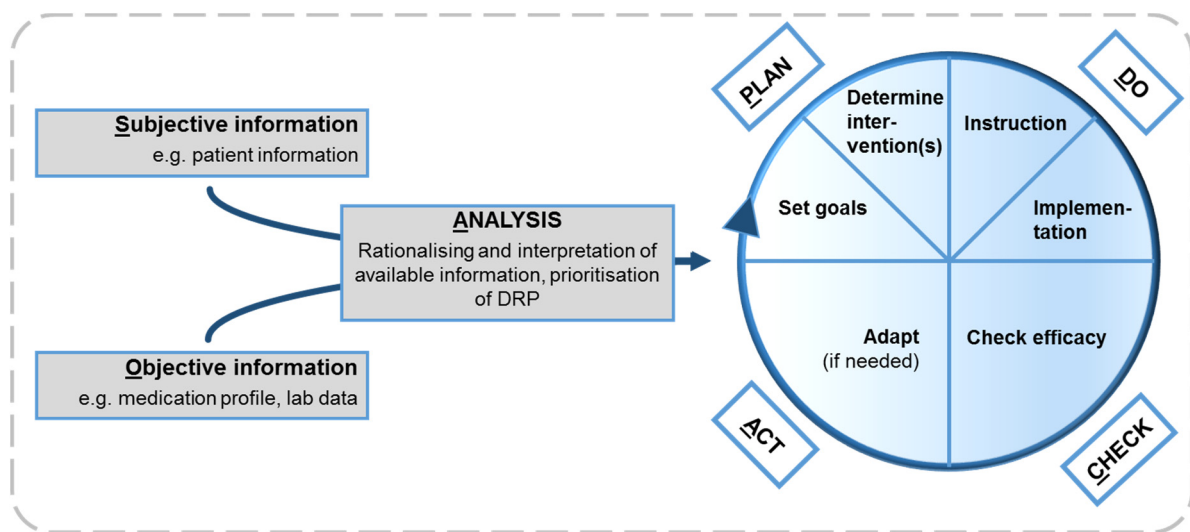 Subjective information
e.g. patient information
Objective information
e.g. medication profile, lab data
ANALYSIS
Rationalising and interpretation of
available information, prioritisation
of DRP
PLAN
Set goals
Determine
inter-
vention(s)
DO
Instruction
Implemen-
tation
CHECK
Check efficacy
ACT
Adapt
(if needed)